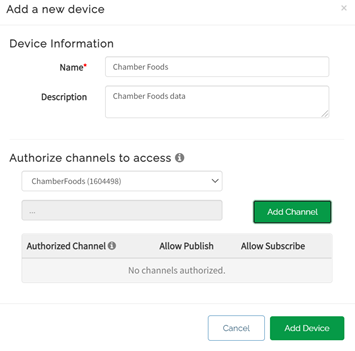 Add a new device ×
Device Information
Name* Chamber Foods
Description Chamber Foods data
Authorize channels to access
ChamberFoods (1604498)
...
Add Channel
Authorized Channel Allow Publish Allow Subscribe
No channels authorized.
Cancel Add Device